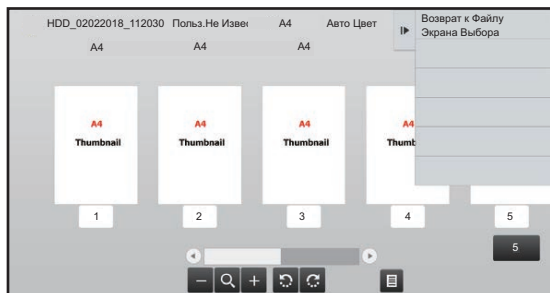 HDD_02022018_112030 Польз.Не Извес A4 Авто Цвет
Возврат к Файлу
Экрана Выбора
A4 A4 A4
A4 A4 A4 A4
Thumbnail Thumbnail Thumbnail Thumb
1 2 3 4 5
5